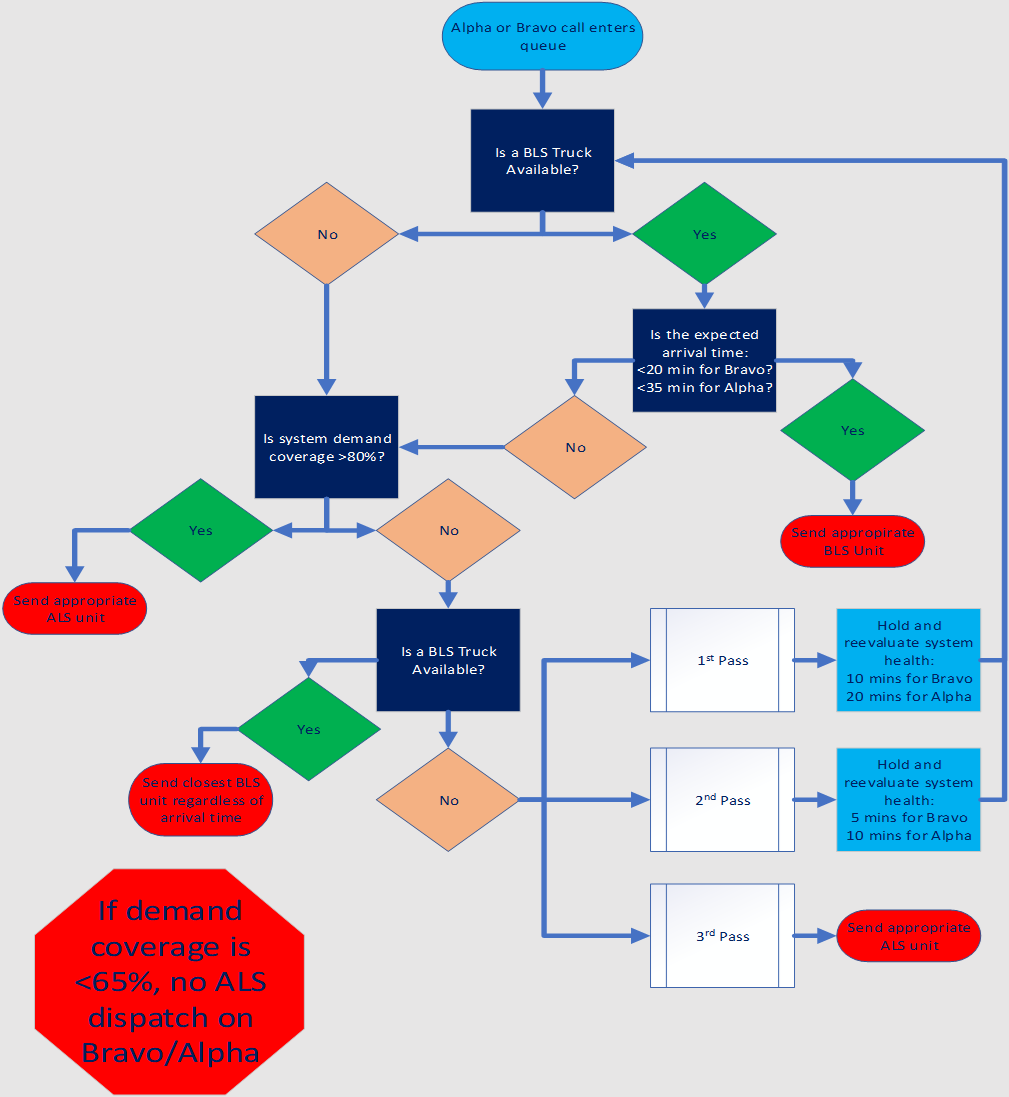 Alpha or Bravo call enters
queue
Is a BLS Truck
Available?
No
Yes
Is the expected
arrival time:
<20 min for Bravo?
<35 min for Alpha?
Is system demand
coverage >80%?
No
Yes
Yes
No
Send appropirate
BLS Unit
Send appropriate
ALS unit
Is a BLS Truck
Available?
1st Pass
Hold and
reevaluate system
health:
10 mins for Bravo
20 mins for Alpha
Yes
Send closest BLS
unit regardless of
arrival time
No
2nd Pass
Hold and
reevaluate system
health:
5 mins for Bravo
10 mins for Alpha
3rd Pass
Send appropriate
ALS unit
If demand
coverage is
<65%, no ALS
dispatch on
Bravo/Alpha